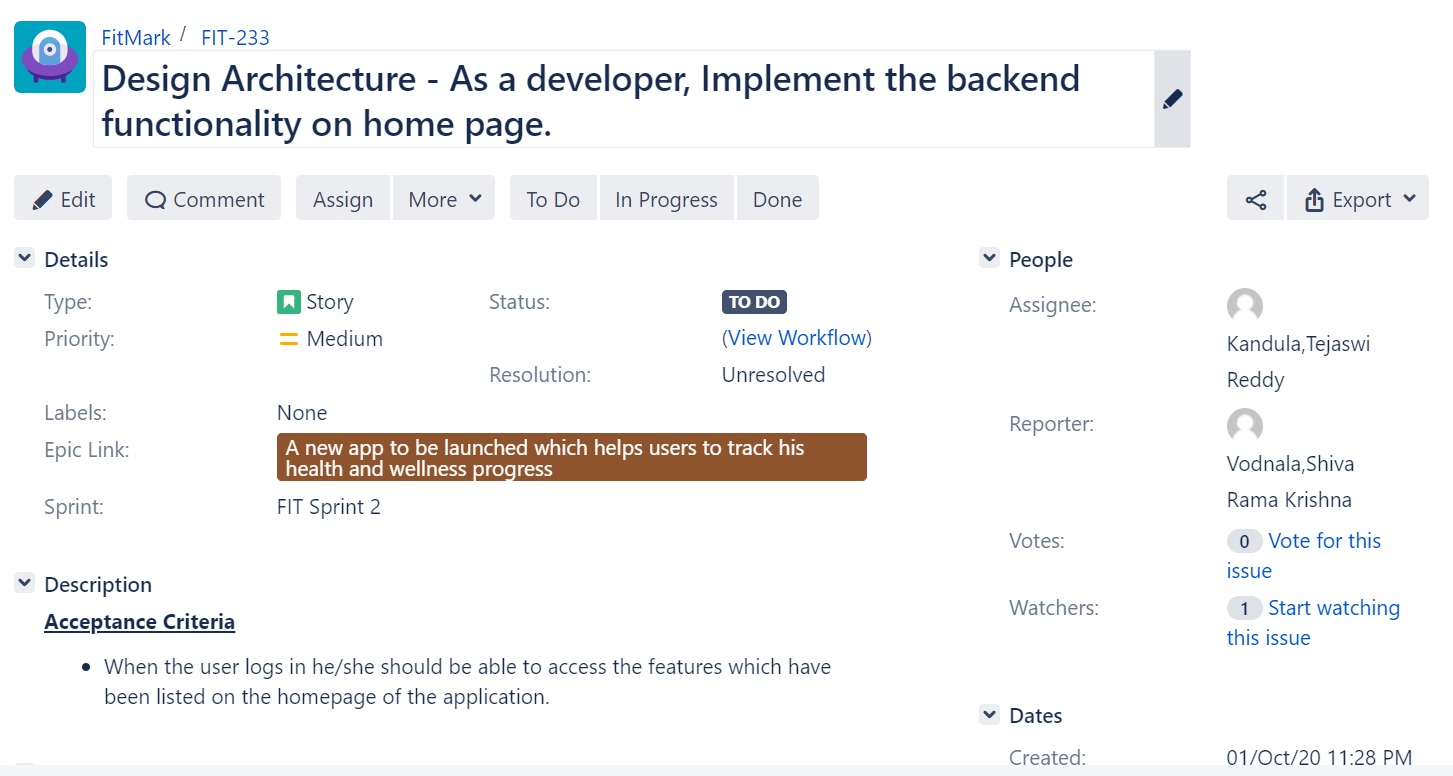 FitMark / FIT-233
Design Architecture - As a developer, Implement the backend
functionality on home page.
Edit
Comment
Assign
More
To Do
In Progress
Done
Export
Details
Type: Story
Status: TO DO
Priority: Medium
(View Workflow)
Resolution: Unresolved
Labels: None
Epic Link: A new app to be launched which helps users to track his
health and wellness progress
Sprint: FIT Sprint 2
Description
Acceptance Criteria
• When the user logs in he/she should be able to access the features which have
been listed on the homepage of the application.
People
Assignee:
Kandula,Tejaswi
Reddy
Reporter:
Vodnala,Shiva
Rama Krishna
Votes: 0 Vote for this
issue
Watchers: 1 Start watching
this issue
Dates
Created: 01/Oct/20 11:28 PM